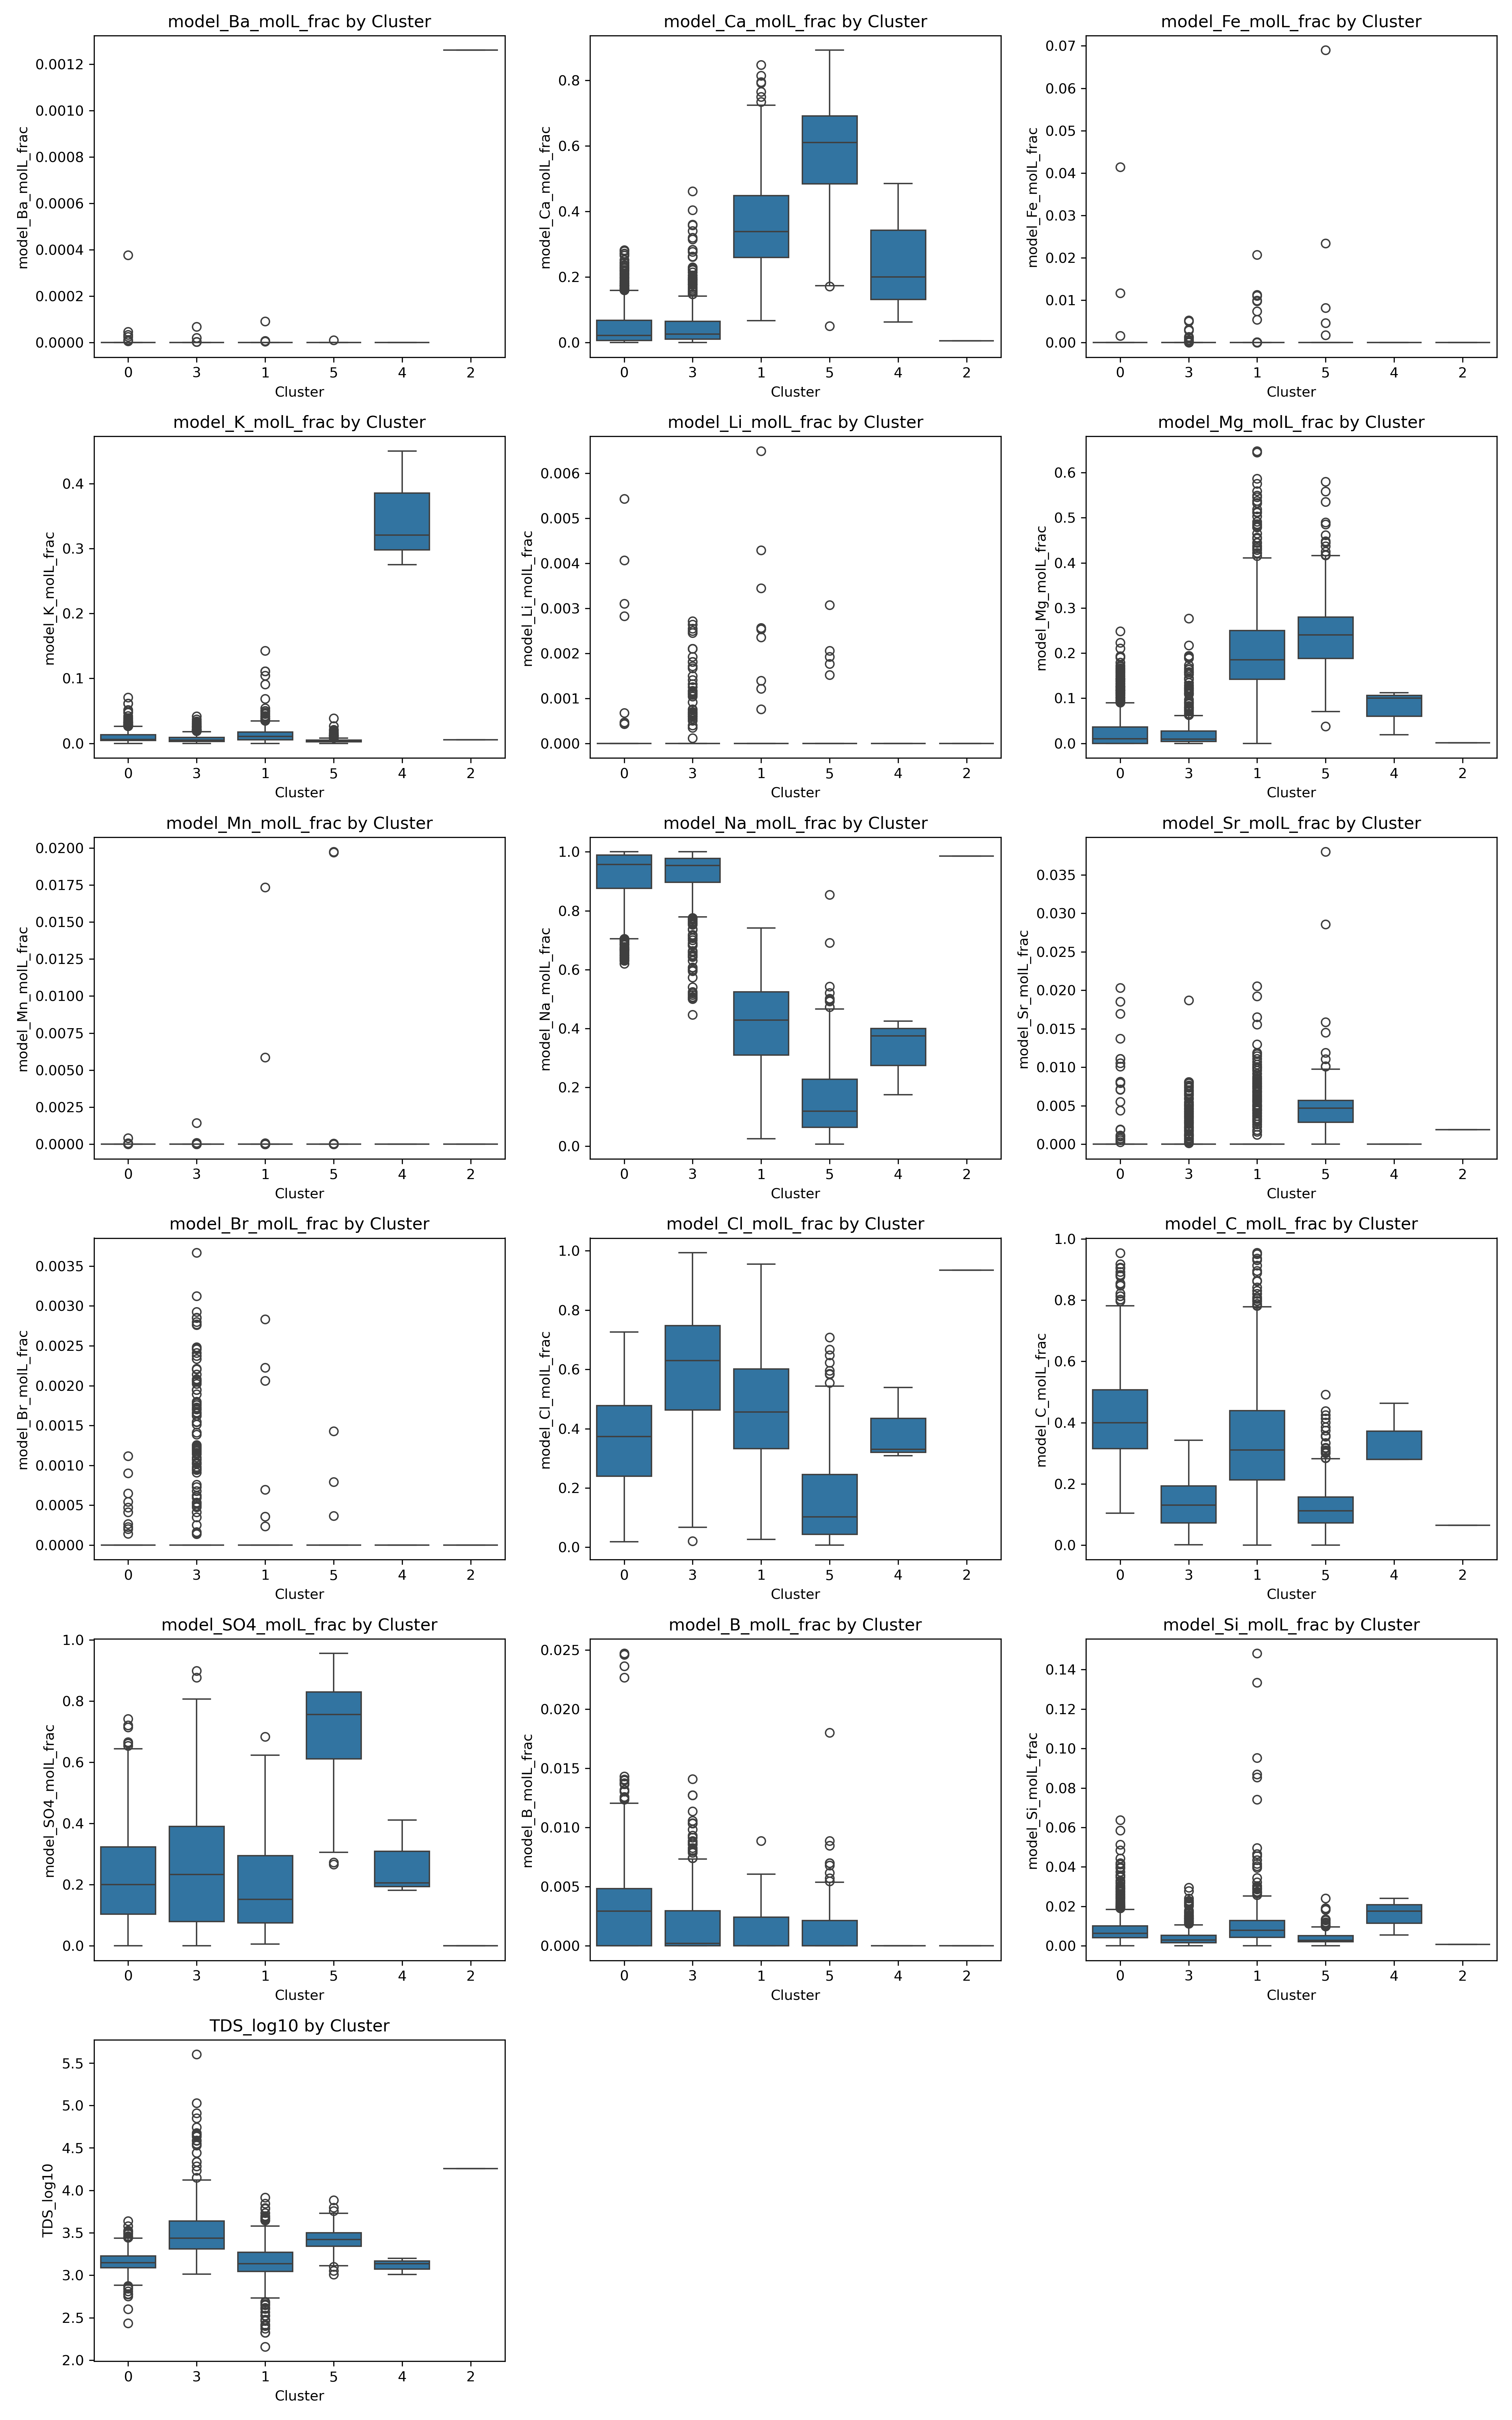 model_Ba_molL_frac by Cluster
model_Ba_molL_frac
0.0012
0.0010
0.0008
0.0006
0.0004
0.0002
0.0000
0 3 1 5 4 2
Cluster
model_Ca_molL_frac by Cluster
model_Ca_molL_frac
0.8
0.6
0.4
0.2
0.0
0 3 1 5 4 2
Cluster
model_Fe_molL_frac by Cluster
model_Fe_molL_frac
0.07
0.06
0.05
0.04
0.03
0.02
0.01
0.00
0 3 1 5 4 2
Cluster
model_K_molL_frac by Cluster
model_K_molL_frac
0.4
0.3
0.2
0.1
0.0
0 3 1 5 4 2
Cluster
model_Li_molL_frac by Cluster
model_Li_molL_frac
0.006
0.005
0.004
0.003
0.002
0.001
0.000
0 3 1 5 4 2
Cluster
model_Mg_molL_frac by Cluster
model_Mg_molL_frac
0.6
0.5
0.4
0.3
0.2
0.1
0.0
0 3 1 5 4 2
Cluster
model_Mn_molL_frac by Cluster
model_Mn_molL_frac
0.0200
0.0175
0.0150
0.0125
0.0100
0.0075
0.0050
0.0025
0.0000
0 3 1 5 4 2
Cluster
model_Na_molL_frac by Cluster
model_Na_molL_frac
1.0
0.8
0.6
0.4
0.2
0.0
0 3 1 5 4 2
Cluster
model_Sr_molL_frac by Cluster
model_Sr_molL_frac
0.035
0.030
0.025
0.020
0.015
0.010
0.005
0.000
0 3 1 5 4 2
Cluster
model_Br_molL_frac by Cluster
model_Br_molL_frac
0.0035
0.0030
0.0025
0.0020
0.0015
0.0010
0.0005
0.0000
0 3 1 5 4 2
Cluster
model_Cl_molL_frac by Cluster
model_Cl_molL_frac
1.0
0.8
0.6
0.4
0.2
0.0
0 3 1 5 4 2
Cluster
model_C_molL_frac by Cluster
model_C_molL_frac
1.0
0.8
0.6
0.4
0.2
0.0
0 3 1 5 4 2
Cluster
model_SO4_molL_frac by Cluster
model_SO4_molL_frac
1.0
0.8
0.6
0.4
0.2
0.0
0 3 1 5 4 2
Cluster
model_B_molL_frac by Cluster
model_B_molL_frac
0.025
0.020
0.015
0.010
0.005
0.000
0 3 1 5 4 2
Cluster
model_Si_molL_frac by Cluster
model_Si_molL_frac
0.14
0.12
0.10
0.08
0.06
0.04
0.02
0.00
0 3 1 5 4 2
Cluster
TDS_log10 by Cluster
TDS_log10
5.5
5.0
4.5
4.0
3.5
3.0
2.5
2.0
0 3 1 5 4 2
Cluster